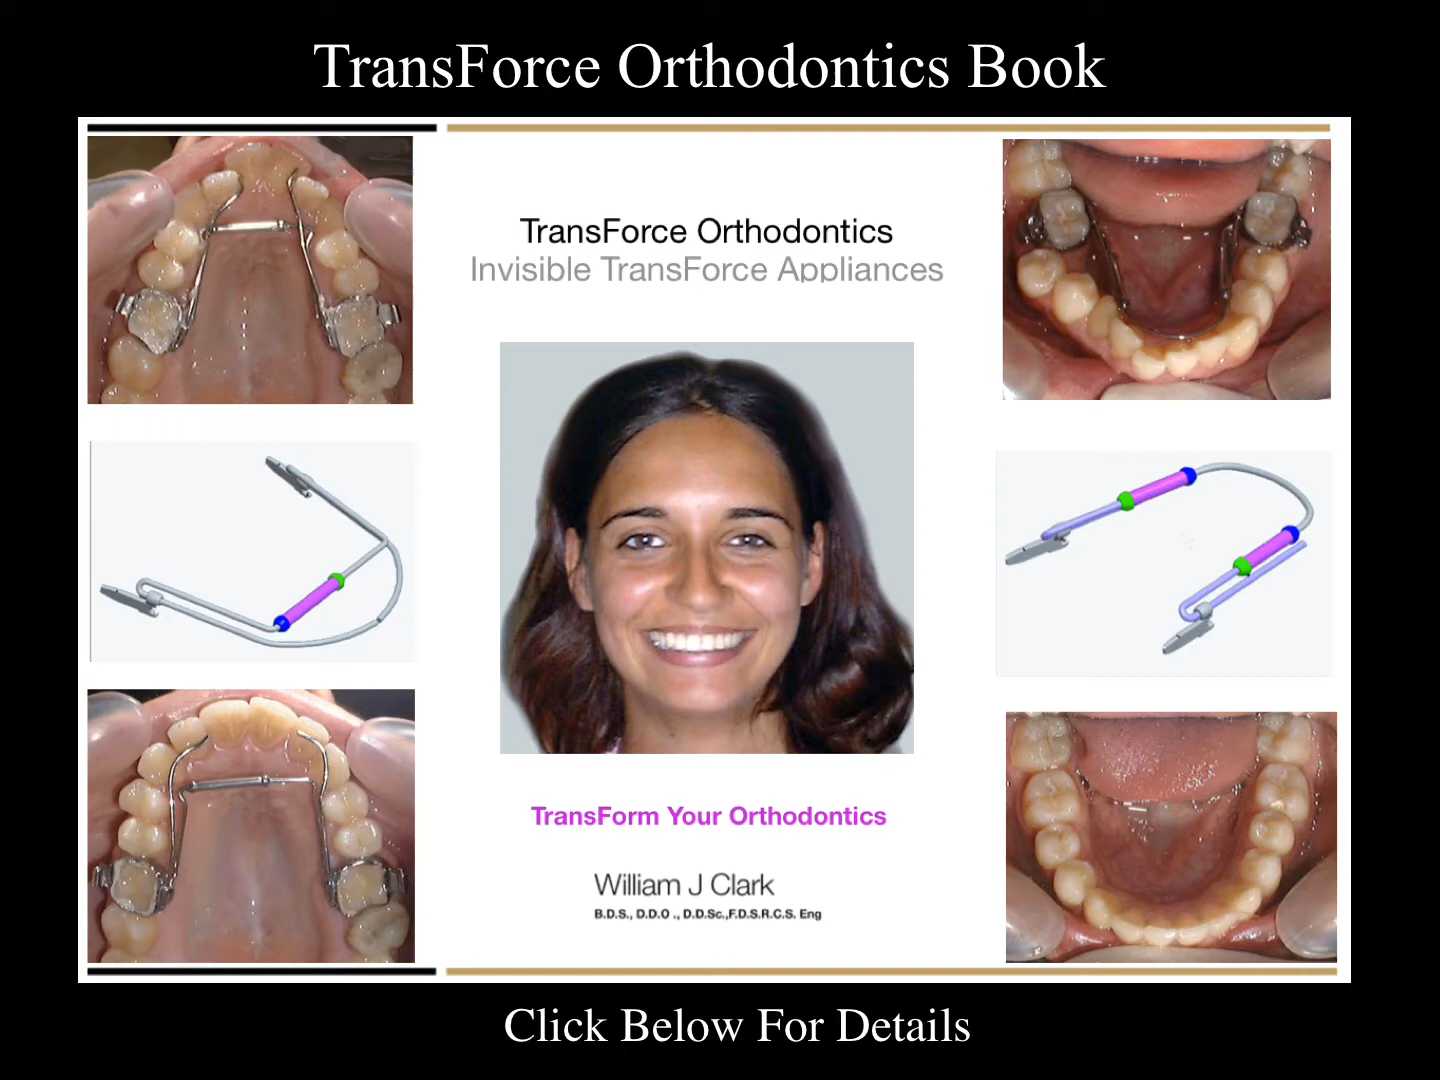 TransForce Orthodontics Book
TransForce Orthodontics
Invisible TransForce Appliances
TransForm Your Orthodontics
William J Clark
B.D.S., D.D.O ., D.D.Sc.,F.D.S.R.C.S. Eng
Click Below For Details